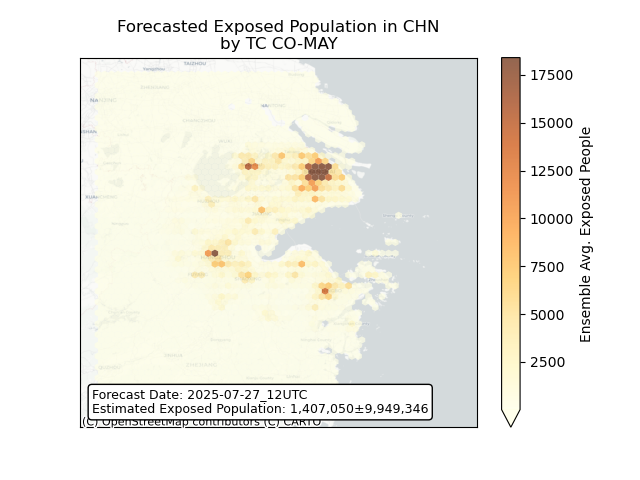 Forecasted Exposed Population in CHN
by TC CO-MAY
17500
15000
12500
10000
7500
5000
2500
Ensemble Avg. Exposed People
Forecast Date: 2025-07-27_12UTC
Estimated Exposed Population: 1,407,050±9,949,346
(C) OpenStreetMap contributors (C) CARTO